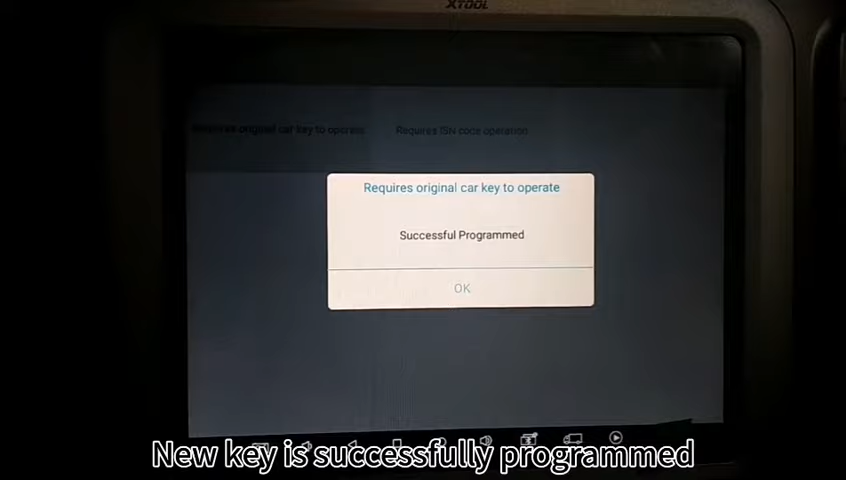 XTOOL
Requires original car key to operate Requires ISN code operation
Requires original car key to operate
Successful Programmed
OK
New key is successfully programmed